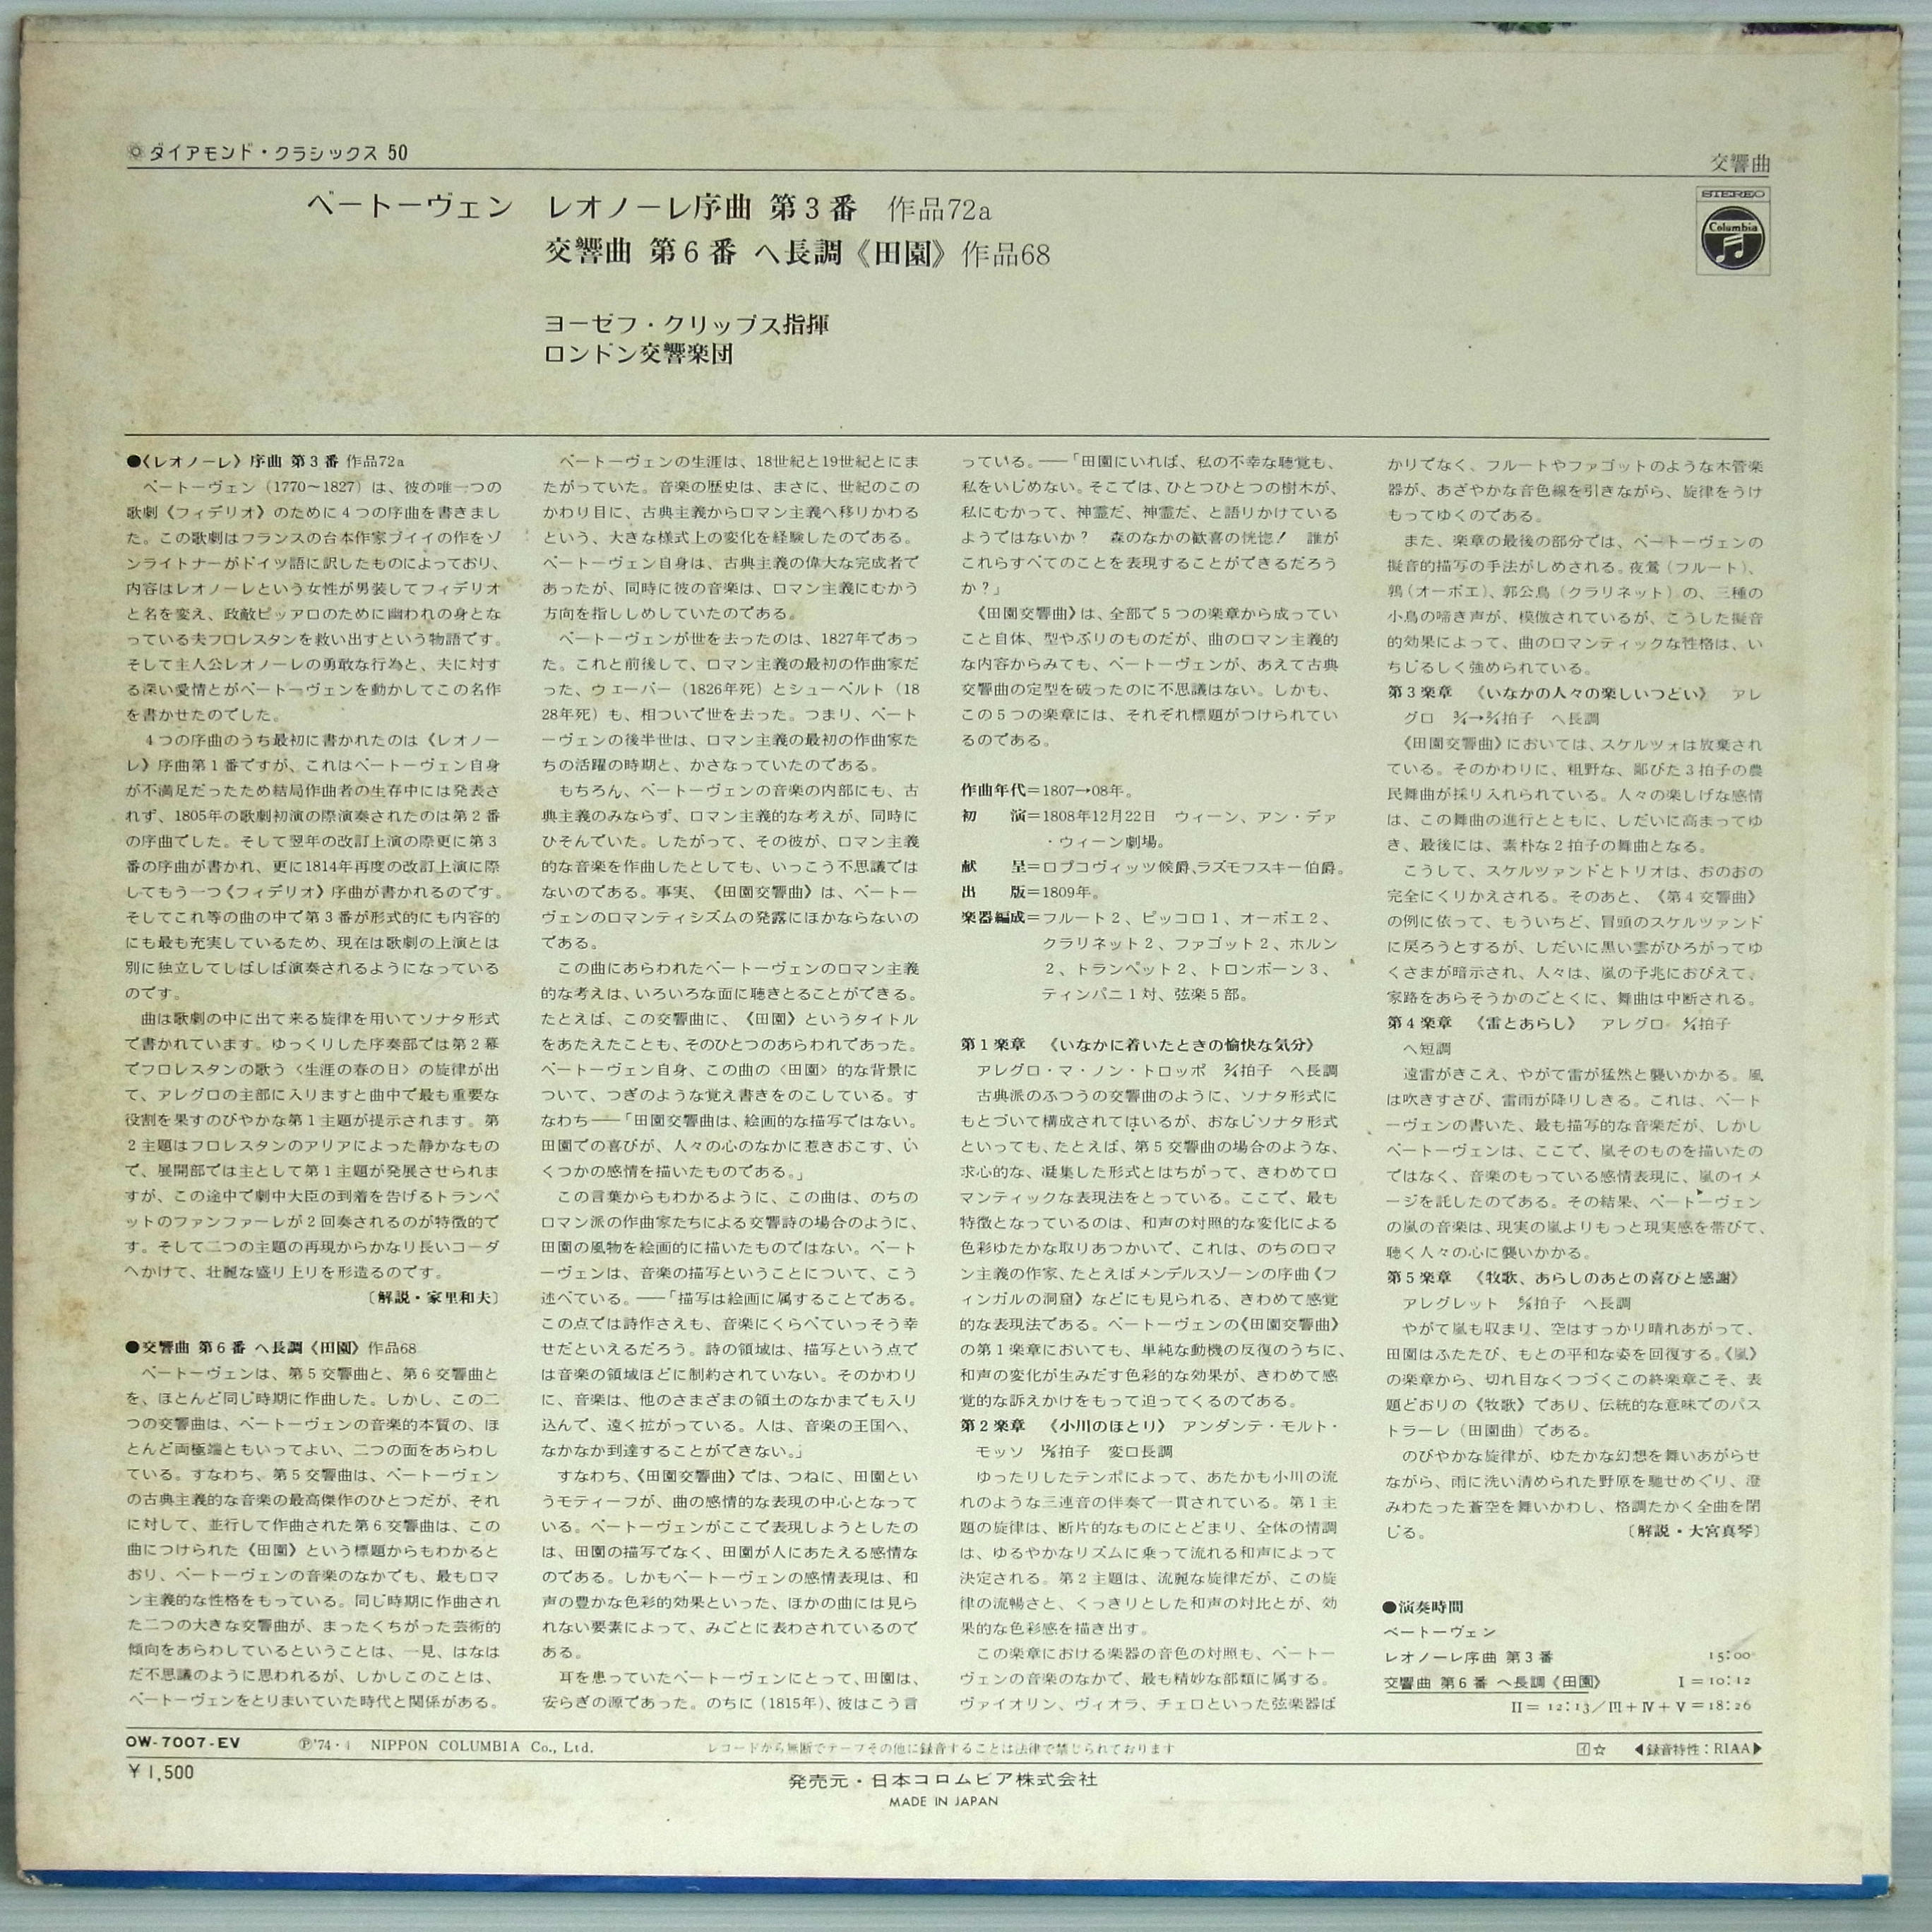 ダイアモンド・クラシックス 50
交響曲
ベートーヴェン レオノーレ序曲 第3番 作品72a
交響曲 第6番 ヘ長調《田園》作品68
STEREO
Columbia
ヨーゼフ・クリップス指揮
ロンドン交響楽団
●〈レオノーレ〉序曲 第3番 作品72a
ベートーヴェン（1770〜1827）は、彼の唯一つの
歌劇《フィデリオ》のために4つの序曲を書きまし
た。この歌劇はフランスの台本作家ブイイの作をゾ
ンライトナーがドイツ語に訳したものによっており、
内容はレオノーレという女性が男装してフィデリオ
と名を変え、政敵ピッアロのために幽われの身とな
っている夫フロレスタンを救い出すという物語です。
そして主人公レオノーレの勇敢な行為と、夫に対す
る深い愛情とがベートーヴェンを動かしてこの名作
を書かせたのでした。
4つの序曲のうち最初に書かれたのは《レオノー
レ》序曲第1番ですが、これはベートーヴェン自身
が不満足だったため結局作曲者の生存中には発表さ
れず、1805年の歌劇初演の際演奏されたのは第2番
の序曲でした。そして翌年の改訂上演の際更に第3
番の序曲が書かれ、更に1814年再度の改訂上演に際
してもう一つ《フィデリオ》序曲が書かれるのです。
そしてこれ等の曲の中で第3番が形式的にも内容的
にも最も充実しているため、現在は歌劇の上演とは
別に独立してしばしば演奏されるようになっている
のです。
曲は歌劇の中に出て来る旋律を用いてソナタ形式
で書かれています。ゆっくりした序奏部では第2幕
でフロレスタンの歌う〈生涯の春の日〉の旋律が出
て、アレグロの主部に入りますと曲中で最も重要な
役割を果すのびやかな第1主題が提示されます。第
2主題はフロレスタンのアリアによった静かなもの
で、展開部では主として第1主題が発展させられま
すが、この途中で劇中大臣の到着を告げるトランペ
ットのファンファーレが2回奏されるのが特徴的で
す。そして二つの主題の再現からかなり長いコーダ
へかけて、壮麗な盛り上りを形造るのです。
〔解説・家里和夫〕
●交響曲 第6番 ヘ長調《田園》作品68
ベートーヴェンは、第5交響曲と、第6交響曲と
を、ほとんど同じ時期に作曲した。しかし、この二
つの交響曲は、ベートーヴェンの音楽的本質の、ほ
とんど両極端ともいってよい、二つの面をあらわし
ている。すなわち、第5交響曲は、ベートーヴェン
の古典主義的な音楽の最高傑作のひとつだが、それ
に対して、並行して作曲された第6交響曲は、この
曲につけられた《田園》という標題からもわかると
おり、ベートーヴェンの音楽のなかでも、最もロマ
ン主義的な性格をもっている。同じ時期に作曲され
た二つの大きな交響曲が、まったくちがった芸術的
傾向をあらわしているということは、一見、はなは
だ不思議のように思われるが、しかしこのことは、
ベートーヴェンをとりまいていた時代と関係がある。
ベートーヴェンの生涯は、18世紀と19世紀とにま
たがっていた。音楽の歴史は、まさに、世紀のこの
かわり目に、古典主義からロマン主義へ移りかわる
という、大きな様式上の変化を経験したのである。
ベートーヴェン自身は、古典主義の偉大な完成者で
あったが、同時に彼の音楽は、ロマン主義にむかう
方向を指ししめしていたのである。
ベートーヴェンが世を去ったのは、1827年であっ
た。これと前後して、ロマン主義の最初の作曲家だ
った、ウェーバー（1826年死）とシューベルト（18
28年死）も、相ついで世を去った。つまり、ベート
ーヴェンの後半世は、ロマン主義の最初の作曲家た
ちの活躍の時期と、かさなっていたのである。
もちろん、ベートーヴェンの音楽の内部にも、古
典主義のみならず、ロマン主義的な考えが、同時に
ひそんでいた。したがって、その彼が、ロマン主義
的な音楽を作曲したとしても、いっこう不思議では
ないのである。事実、《田園交響曲》は、ベートー
ヴェンのロマンティシズムの発露にほかならないの
である。
この曲にあらわれたベートーヴェンのロマン主義
的な考えは、いろいろな面に聴きとることができる。
たとえば、この交響曲に、《田園》というタイトル
をあたえたことも、そのひとつのあらわれであった。
ベートーヴェン自身、この曲の〈田園〉的な背景に
ついて、つぎのような覚え書きをのこしている。す
なわち——「田園交響曲は、絵画的な描写ではない。
田園での喜びが、人々の心のなかに惹きおこす、い
くつかの感情を描いたものである。」
この言葉からもわかるように、この曲は、のちの
ロマン派の作曲家たちによる交響詩の場合のように、
田園の風物を絵画的に描いたものではない。ベート
ーヴェンは、音楽の描写ということについて、こう
述べている。——「描写は絵画に属することである。
この点では詩作さえも、音楽にくらべていっそう幸
せだといえるだろう。詩の領域は、描写という点で
は音楽の領域ほどに制約されていない。そのかわり
に、音楽は、他のさまざまの領土のなかまでも入り
込んで、遠く拡がっている。人は、音楽の王国へ、
なかなか到達することができない。」
すなわち、《田園交響曲》では、つねに、田園とい
うモティーフが、曲の感情的な表現の中心となって
いる。ベートーヴェンがここで表現しようとしたの
は、田園の描写でなく、田園が人にあたえる感情な
のである。しかもベートーヴェンの感情表現は、和
声の豊かな色彩的効果といった、ほかの曲には見ら
れない要素によって、みごとに表わされているので
ある。
耳を患っていたベートーヴェンにとって、田園は、
安らぎの源であった。のちに（1815年）、彼はこう言
っている。——「田園にいれば、私の不幸な聴覚も、
私をいじめない。そこでは、ひとつひとつの樹木が、
私にむかって、神霊だ、神霊だ、と語りかけている
ようではないか？ 森のなかの歓喜の恍惚！ 誰が
これらすべてのことを表現することができるだろう
か？」
《田園交響曲》は、全部で5つの楽章から成ってい
こと自体、型やぶりのものだが、曲のロマン主義的
な内容からみても、ベートーヴェンが、あえて古典
交響曲の定型を破ったのに不思議はない。しかも、
この5つの楽章には、それぞれ標題がつけられてい
るのである。
作曲年代＝1807→08年。
初 演＝1808年12月22日 ウィーン、アン・デア
・ウィーン劇場。
献 呈＝ロブコヴィッツ候爵、ラズモフスキー伯爵。
出 版＝1809年。
楽器編成＝フルート2、ピッコロ1、オーボエ2、
クラリネット2、ファゴット2、ホルン
2、トランペット2、トロンボーン3、
ティンパニ1対、弦楽5部。
第1楽章 《いなかに着いたときの愉快な気分》
アレグロ・マ・ノン・トロッポ 2/4拍子 ヘ長調
古典派のふつうの交響曲のように、ソナタ形式に
もとづいて構成されてはいるが、おなじソナタ形式
といっても、たとえば、第5交響曲の場合のような、
求心的な、凝集した形式とはちがって、きわめてロ
マンティックな表現法をとっている。ここで、最も
特徴となっているのは、和声の対照的な変化による
色彩ゆたかな取りあつかいで、これは、のちのロマ
ン主義の作家、たとえばメンデルスゾーンの序曲《フ
ィンガルの洞窟》などにも見られる、きわめて感覚
的な表現法である。ベートーヴェンの《田園交響曲》
の第1楽章においても、単純な動機の反復のうちに、
和声の変化が生みだす色彩的な効果が、きわめて感
覚的な訴えかけをもって迫ってくるのである。
第2楽章 《小川のほとり》 アンダンテ・モルト・
モッソ 12/8拍子 変ロ長調
ゆったりしたテンポによって、あたかも小川の流
れのような三連音の伴奏で一貫されている。第1主
題の旋律は、断片的なものにとどまり、全体の情調
は、ゆるやかなリズムに乗って流れる和声によって
決定される。第2主題は、流麗な旋律だが、この旋
律の流暢さと、くっきりとした和声の対比とが、効
果的な色彩感を描き出す。
この楽章における楽器の音色の対照も、ベートー
ヴェンの音楽のなかで、最も精妙な部類に属する。
ヴァイオリン、ヴィオラ、チェロといった弦楽器ば
かりでなく、フルートやファゴットのような木管楽
器が、あざやかな音色線を引きながら、旋律をうけ
もってゆくのである。
また、楽章の最後の部分では、ベートーヴェンの
擬音的描写の手法がしめされる。夜鶯（フルート）、
鶉（オーボエ）、郭公鳥（クラリネット）の、三種の
小鳥の啼き声が、模倣されているが、こうした擬音
的効果によって、曲のロマンティックな性格は、い
ちじるしく強められている。
第3楽章 《いなかの人々の楽しいつどい》 アレ
グロ 3/4→2/4拍子 ヘ長調
《田園交響曲》においては、スケルツォは放棄され
ている。そのかわりに、粗野な、鄙びた3拍子の農
民舞曲が採り入れられている。人々の楽しげな感情
は、この舞曲の進行とともに、しだいに高まってゆ
き、最後には、素朴な2拍子の舞曲となる。
こうして、スケルツァンドとトリオは、おのおの
完全にくりかえされる。そのあと、《第4交響曲》
の例に依って、もういちど、冒頭のスケルツァンド
に戻ろうとするが、しだいに黒い雲がひろがってゆ
くさまが暗示され、人々は、嵐の予兆におびえて、
家路をあらそうかのごとくに、舞曲は中断される。
第4楽章 《雷とあらし》 アレグロ 4/4拍子
ヘ短調
遠雷がきこえ、やがて雷が猛然と襲いかかる。風
は吹きすさび、雷雨が降りしきる。これは、ベート
ーヴェンの書いた、最も描写的な音楽だが、しかし
ベートーヴェンは、ここで、嵐そのものを描いたの
ではなく、音楽のもっている感情表現に、嵐のイメ
ージを託したのである。その結果、ベートーヴェン
の嵐の音楽は、現実の嵐よりもっと現実感を帯びて、
聴く人々の心に襲いかかる。
第5楽章 《牧歌、あらしのあとの喜びと感謝》
アレグレット 6/8拍子 ヘ長調
やがて嵐も収まり、空はすっかり晴れあがって、
田園はふたたび、もとの平和な姿を回復する。《嵐》
の楽章から、切れ目なくつづくこの終楽章こそ、表
題どおりの《牧歌》であり、伝統的な意味でのパス
トラーレ（田園曲）である。
のびやかな旋律が、ゆたかな幻想を舞いあがらせ
ながら、雨に洗い清められた野原を馳せめぐり、澄
みわたった蒼空を舞いかわし、格調たかく全曲を閉
じる。 〔解説・大宮真琴〕
●演奏時間
ベートーヴェン
レオノーレ序曲 第3番 15:00
交響曲 第6番 ヘ長調《田園》 I＝10:12
II＝12:13／III＋IV＋V＝18:26
OW-7007-EV ℗'74・4 NIPPON COLUMBIA Co., Ltd. レコードから無断でテープその他に録音することは法律で禁じられております イ☆ ◀録音特性：RIAA▶
￥1,500
発売元・日本コロムビア株式会社
MADE IN JAPAN